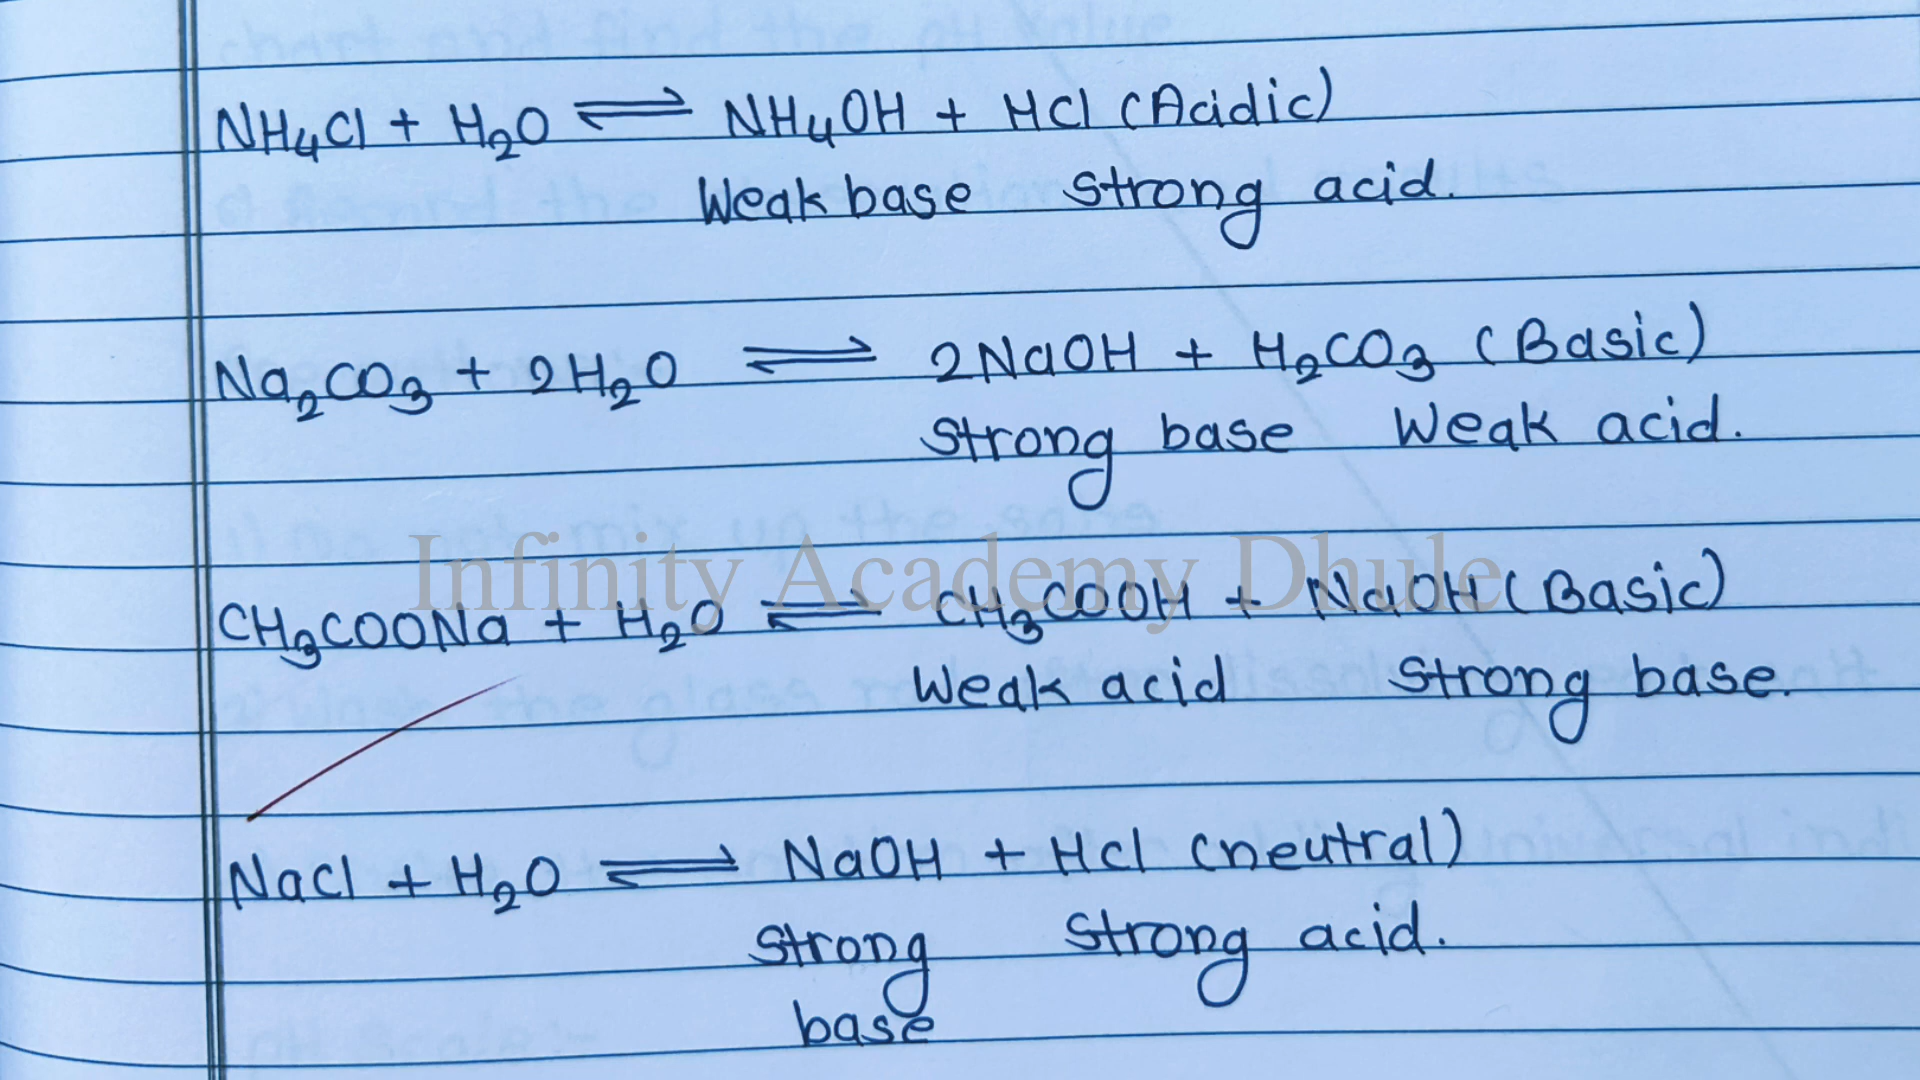 NH₄Cl + H₂O ⇌ NH₄OH + HCl (Acidic)
Weak base strong acid.
Na₂CO₃ + 2H₂O ⇌ 2NaOH + H₂CO₃ (Basic)
strong base Weak acid.
Infinity Academy Dhule
CH₃COONa + H₂O ⇌ CH₃COOH + NaOH (Basic)
Weak acid strong base.
NaCl + H₂O ⇌ NaOH + HCl (neutral)
strong strong acid.
base